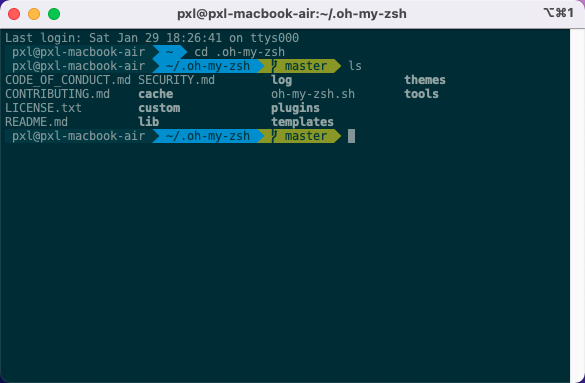 pxl@pxl-macbook-air:~/.oh-my-zsh ⌥⌘1
Last login: Sat Jan 29 18:26:41 on ttys000
pxl@pxl-macbook-air ~ cd .oh-my-zsh
pxl@pxl-macbook-air ~/.oh-my-zsh master ls
CODE_OF_CONDUCT.md SECURITY.md log themes
CONTRIBUTING.md cache oh-my-zsh.sh tools
LICENSE.txt custom plugins
README.md lib templates
pxl@pxl-macbook-air ~/.oh-my-zsh master